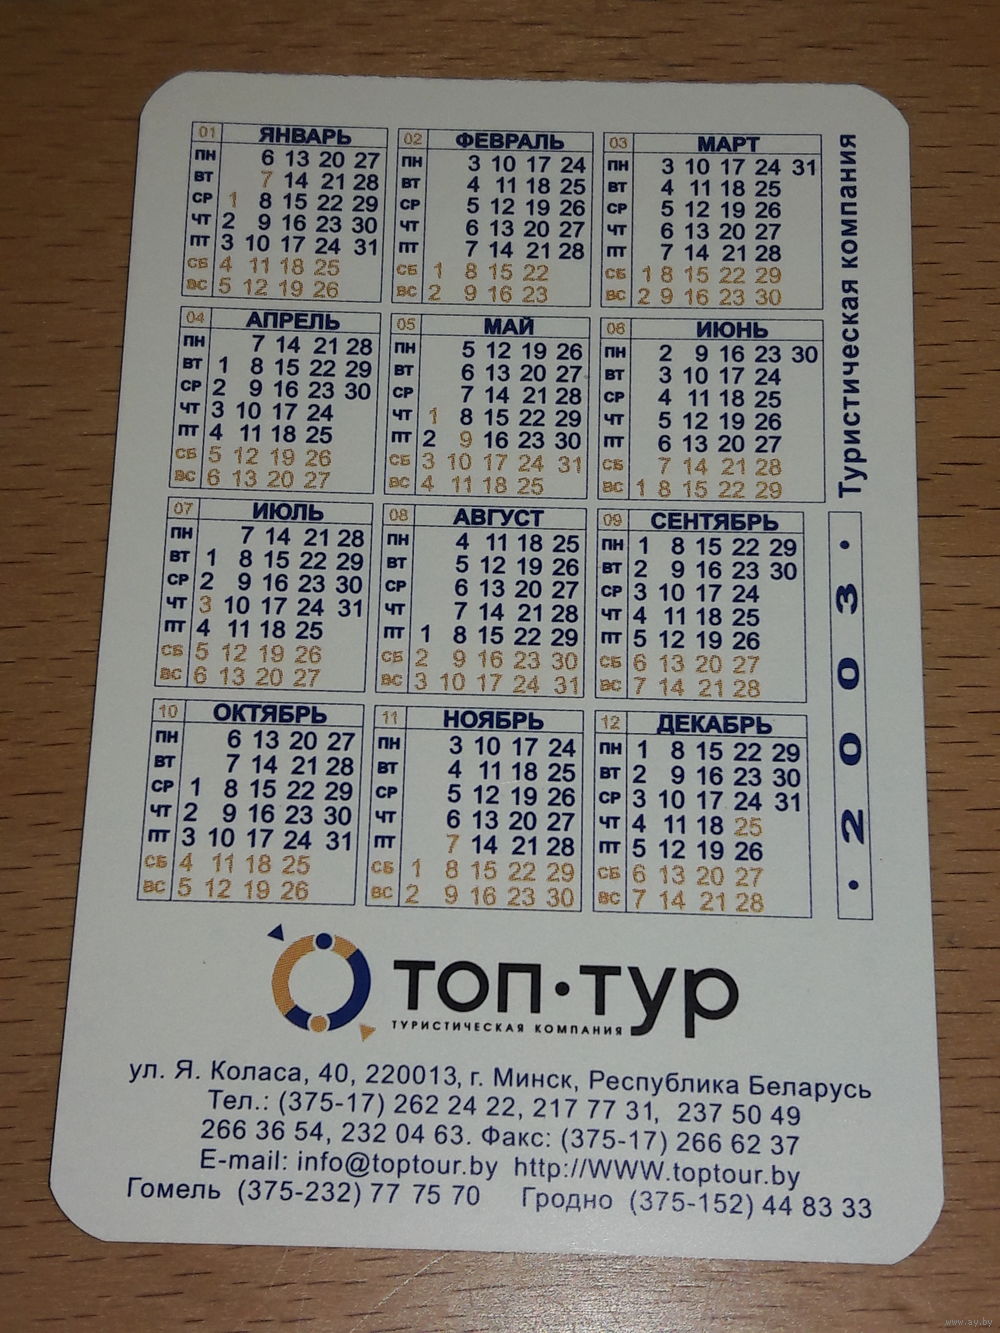 01 ЯНВАРЬ
ПН 6 13 20 27
ВТ 7 14 21 28
СР 1 8 15 22 29
ЧТ 2 9 16 23 30
ПТ 3 10 17 24 31
СБ 4 11 18 25
ВС 5 12 19 26
02 ФЕВРАЛЬ
ПН 3 10 17 24
ВТ 4 11 18 25
СР 5 12 19 26
ЧТ 6 13 20 27
ПТ 7 14 21 28
СБ 1 8 15 22
ВС 2 9 16 23
03 МАРТ
ПН 3 10 17 24 31
ВТ 4 11 18 25
СР 5 12 19 26
ЧТ 6 13 20 27
ПТ 7 14 21 28
СБ 1 8 15 22 29
ВС 2 9 16 23 30
04 АПРЕЛЬ
ПН 7 14 21 28
ВТ 1 8 15 22 29
СР 2 9 16 23 30
ЧТ 3 10 17 24
ПТ 4 11 18 25
СБ 5 12 19 26
ВС 6 13 20 27
05 МАЙ
ПН 5 12 19 26
ВТ 6 13 20 27
СР 7 14 21 28
ЧТ 1 8 15 22 29
ПТ 2 9 16 23 30
СБ 3 10 17 24 31
ВС 4 11 18 25
06 ИЮНЬ
ПН 2 9 16 23 30
ВТ 3 10 17 24
СР 4 11 18 25
ЧТ 5 12 19 26
ПТ 6 13 20 27
СБ 7 14 21 28
ВС 1 8 15 22 29
07 ИЮЛЬ
ПН 7 14 21 28
ВТ 1 8 15 22 29
СР 2 9 16 23 30
ЧТ 3 10 17 24 31
ПТ 4 11 18 25
СБ 5 12 19 26
ВС 6 13 20 27
08 АВГУСТ
ПН 4 11 18 25
ВТ 5 12 19 26
СР 6 13 20 27
ЧТ 7 14 21 28
ПТ 1 8 15 22 29
СБ 2 9 16 23 30
ВС 3 10 17 24 31
09 СЕНТЯБРЬ
ПН 1 8 15 22 29
ВТ 2 9 16 23 30
СР 3 10 17 24
ЧТ 4 11 18 25
ПТ 5 12 19 26
СБ 6 13 20 27
ВС 7 14 21 28
10 ОКТЯБРЬ
ПН 6 13 20 27
ВТ 7 14 21 28
СР 1 8 15 22 29
ЧТ 2 9 16 23 30
ПТ 3 10 17 24 31
СБ 4 11 18 25
ВС 5 12 19 26
11 НОЯБРЬ
ПН 3 10 17 24
ВТ 4 11 18 25
СР 5 12 19 26
ЧТ 6 13 20 27
ПТ 7 14 21 28
СБ 1 8 15 22 29
ВС 2 9 16 23 30
12 ДЕКАБРЬ
ПН 1 8 15 22 29
ВТ 2 9 16 23 30
СР 3 10 17 24 31
ЧТ 4 11 18 25
ПТ 5 12 19 26
СБ 6 13 20 27
ВС 7 14 21 28
Туристическая компания
• 2003 •
ТОП•ТУР
ТУРИСТИЧЕСКАЯ КОМПАНИЯ
ул. Я. Коласа, 40, 220013, г. Минск, Республика Беларусь
Тел.: (375-17) 262 24 22, 217 77 31, 237 50 49
266 36 54, 232 04 63. Факс: (375-17) 266 62 37
E-mail: info@toptour.by http://WWW.toptour.by
Гомель (375-232) 77 75 70 Гродно (375-152) 44 83 33
www.ay.by